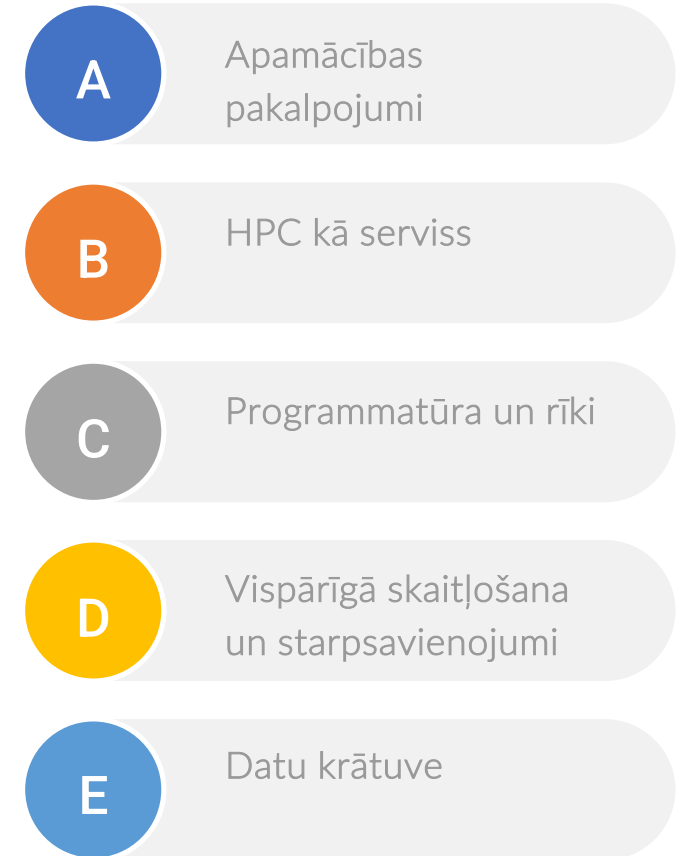 A
Apamācības
pakalpojumi
B
HPC kā serviss
C
Programmatūra un rīki
D
Vispārīgā skaitļošana
un starpsavienojumi
E
Datu krātuve